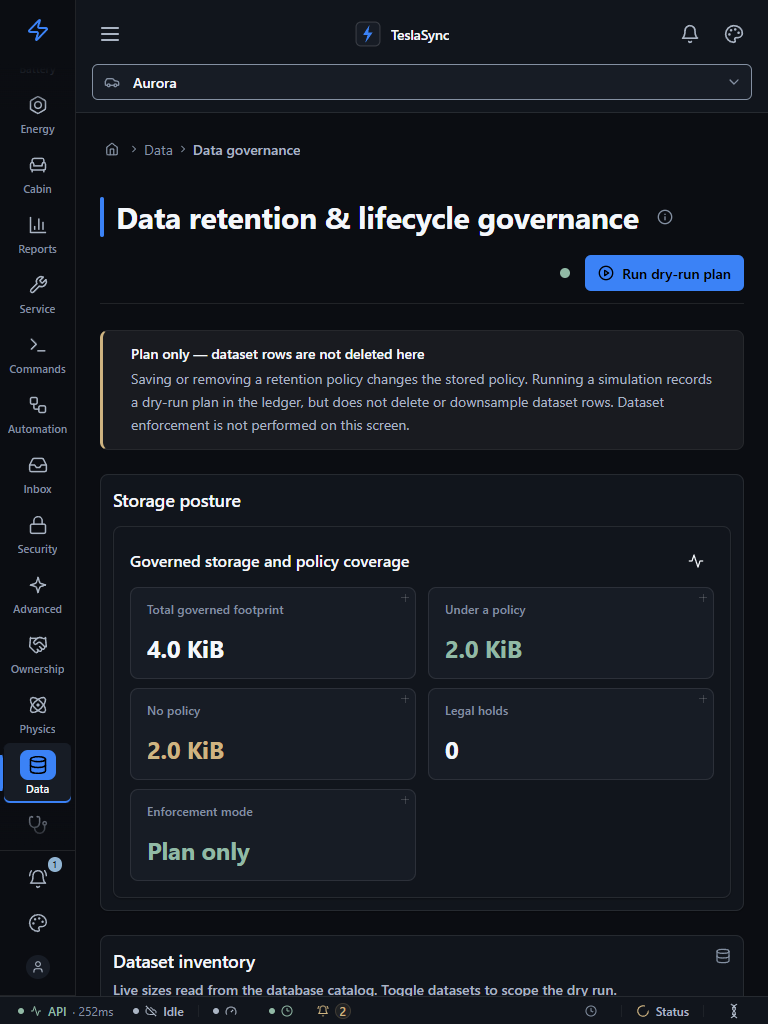 TeslaSync
Aurora
Battery
Energy
Cabin
Reports
Service
Commands
Automation
Inbox
Security
Advanced
Ownership
Physics
Data
1
Data
Data governance
Data retention & lifecycle governance
Run dry-run plan
Plan only — dataset rows are not deleted here
Saving or removing a retention policy changes the stored policy. Running a simulation records
a dry-run plan in the ledger, but does not delete or downsample dataset rows. Dataset
enforcement is not performed on this screen.
Storage posture
Governed storage and policy coverage
Total governed footprint
4.0 KiB
Under a policy
2.0 KiB
No policy
2.0 KiB
Legal holds
0
Enforcement mode
Plan only
Dataset inventory
Live sizes read from the database catalog. Toggle datasets to scope the dry run.
API · 252ms
Idle
2
Status